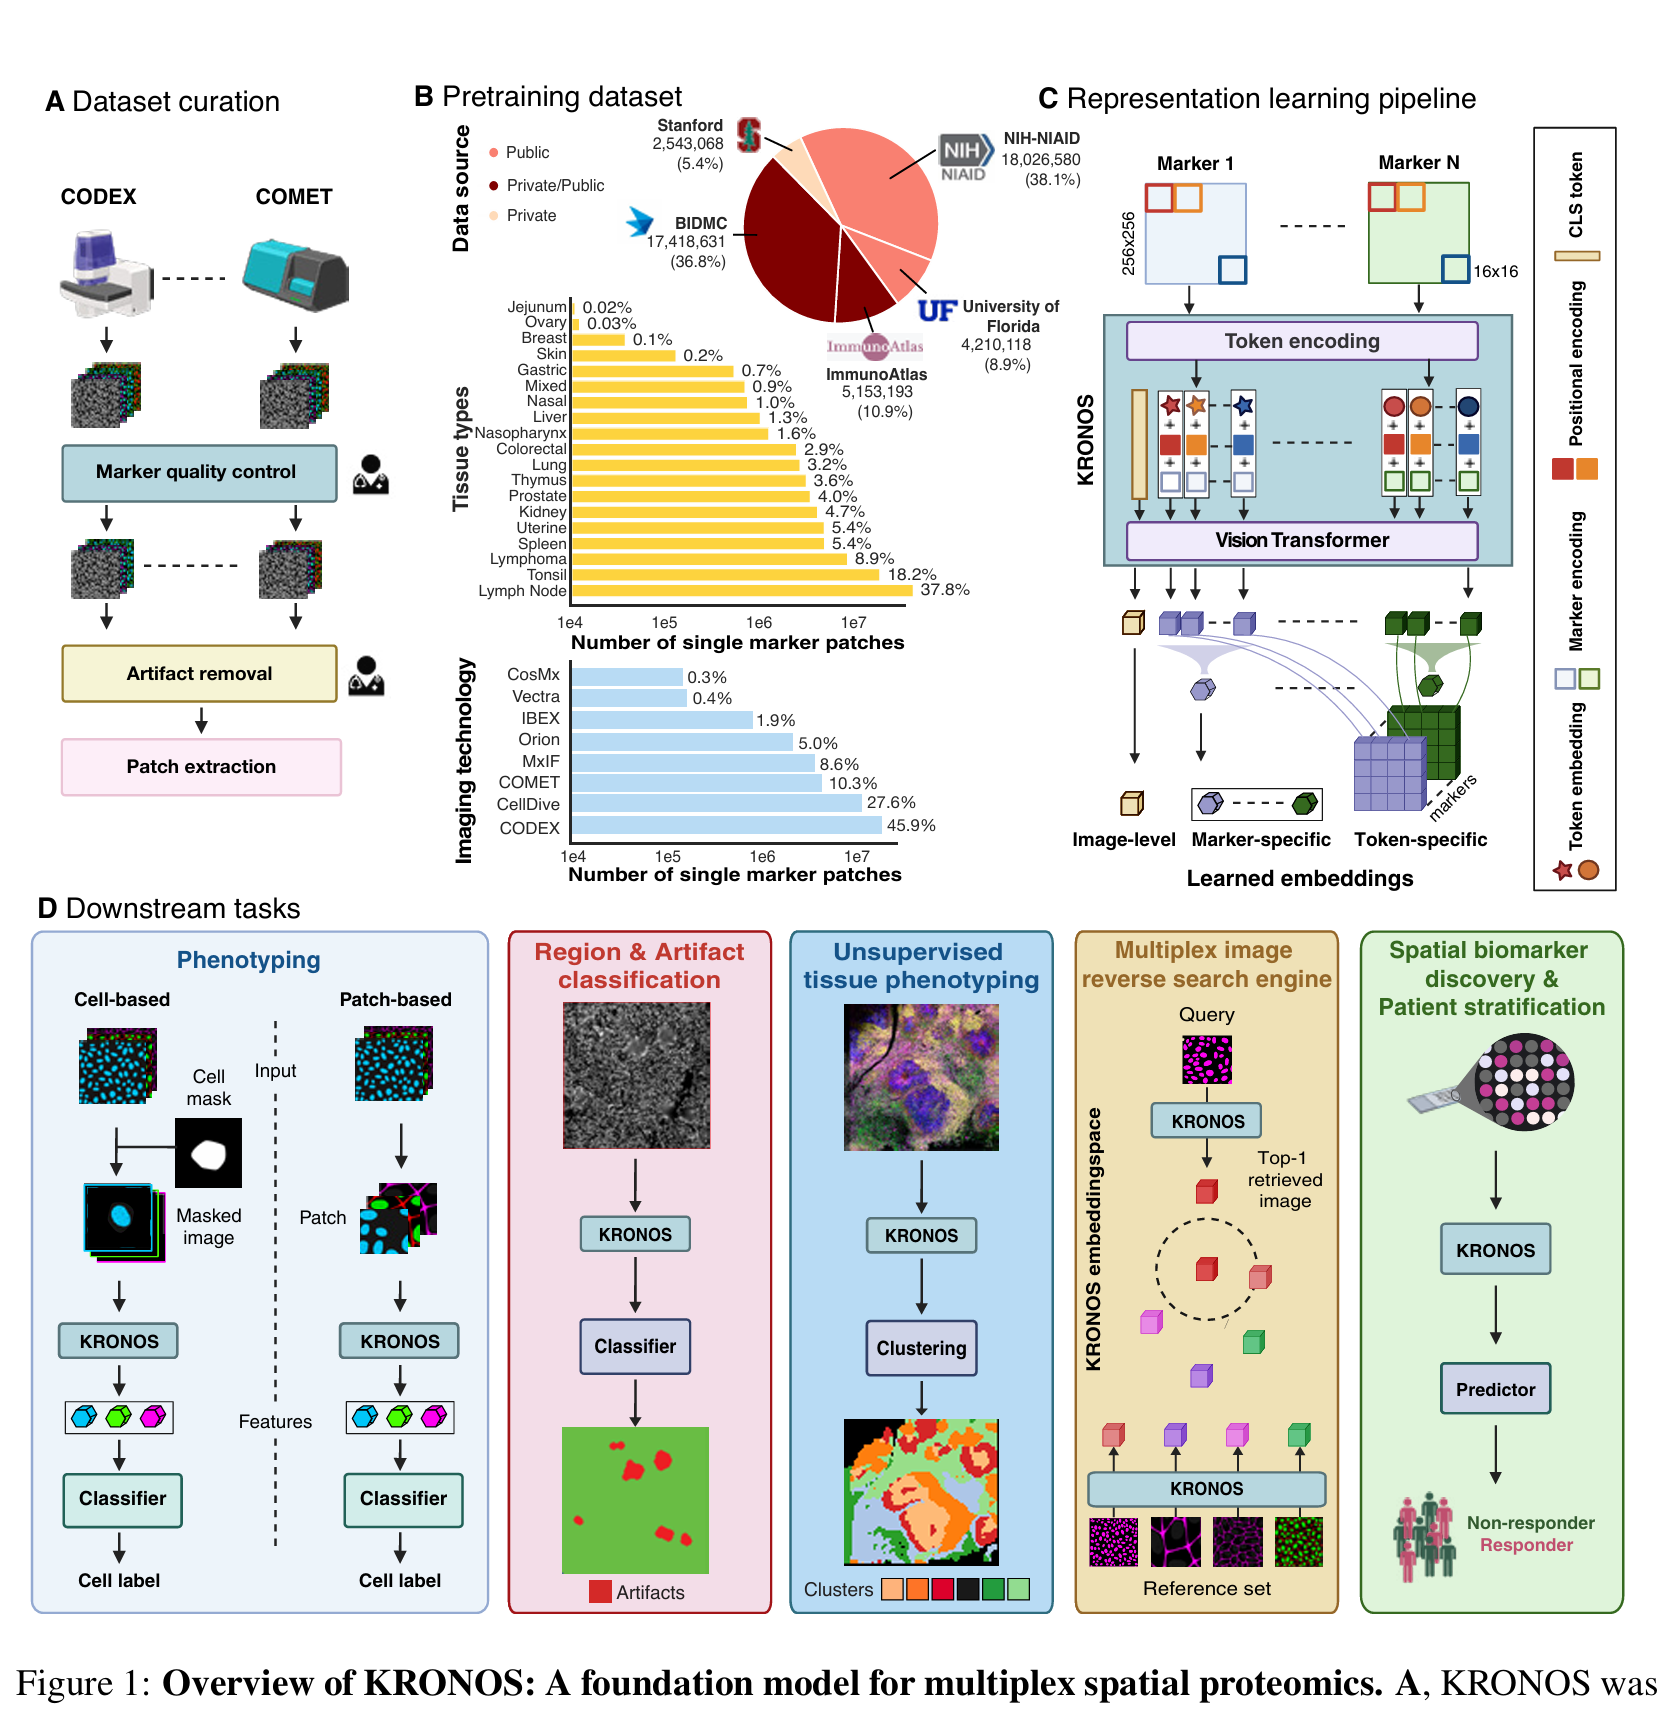 A Dataset curation
CODEX
COMET
Marker quality control
Artifact removal
Patch extraction
B Pretraining dataset
Data source
Public
Private/Public
Private
Stanford
2,543,068
(5.4%)
NIH
NIAID
NIH-NIAID
18,026,580
(38.1%)
BIDMC
17,418,631
(36.8%)
UF
University of
Florida
4,210,118
(8.9%)
ImmunoAtlas
ImmunoAtlas
5,153,193
(10.9%)
Tissue types
Jejunum 0.02%
Ovary 0.03%
Breast 0.1%
Skin 0.2%
Gastric 0.7%
Mixed 0.9%
Nasal 1.0%
Liver 1.3%
Nasopharynx 1.6%
Colorectal 2.9%
Lung 3.2%
Thymus 3.6%
Prostate 4.0%
Kidney 4.7%
Uterine 5.4%
Spleen 5.4%
Lymphoma 8.9%
Tonsil 18.2%
Lymph Node 37.8%
1e4 1e5 1e6 1e7
Number of single marker patches
Imaging technology
CosMx 0.3%
Vectra 0.4%
IBEX 1.9%
Orion 5.0%
MxIF 8.6%
COMET 10.3%
CellDive 27.6%
CODEX 45.9%
1e4 1e5 1e6 1e7
Number of single marker patches
C Representation learning pipeline
Marker 1
Marker N
256x256
16x16
KRONOS
Token encoding
Vision Transformer
markers
Image-level
Marker-specific
Token-specific
Learned embeddings
CLS token
Positional encoding
Marker encoding
Token embedding
D Downstream tasks
Phenotyping
Cell-based
Patch-based
Input
Cell
mask
Masked
image
Patch
KRONOS
KRONOS
Features
Classifier
Classifier
Cell label
Cell label
Region & Artifact
classification
KRONOS
Classifier
Artifacts
Unsupervised
tissue phenotyping
KRONOS
Clustering
Clusters
Multiplex image
reverse search engine
Query
KRONOS
Top-1
retrieved
image
KRONOS embeddingspace
KRONOS
Reference set
Spatial biomarker
discovery &
Patient stratification
KRONOS
Predictor
Non-responder
Responder
Figure 1: Overview of KRONOS: A foundation model for multiplex spatial proteomics. A, KRONOS was